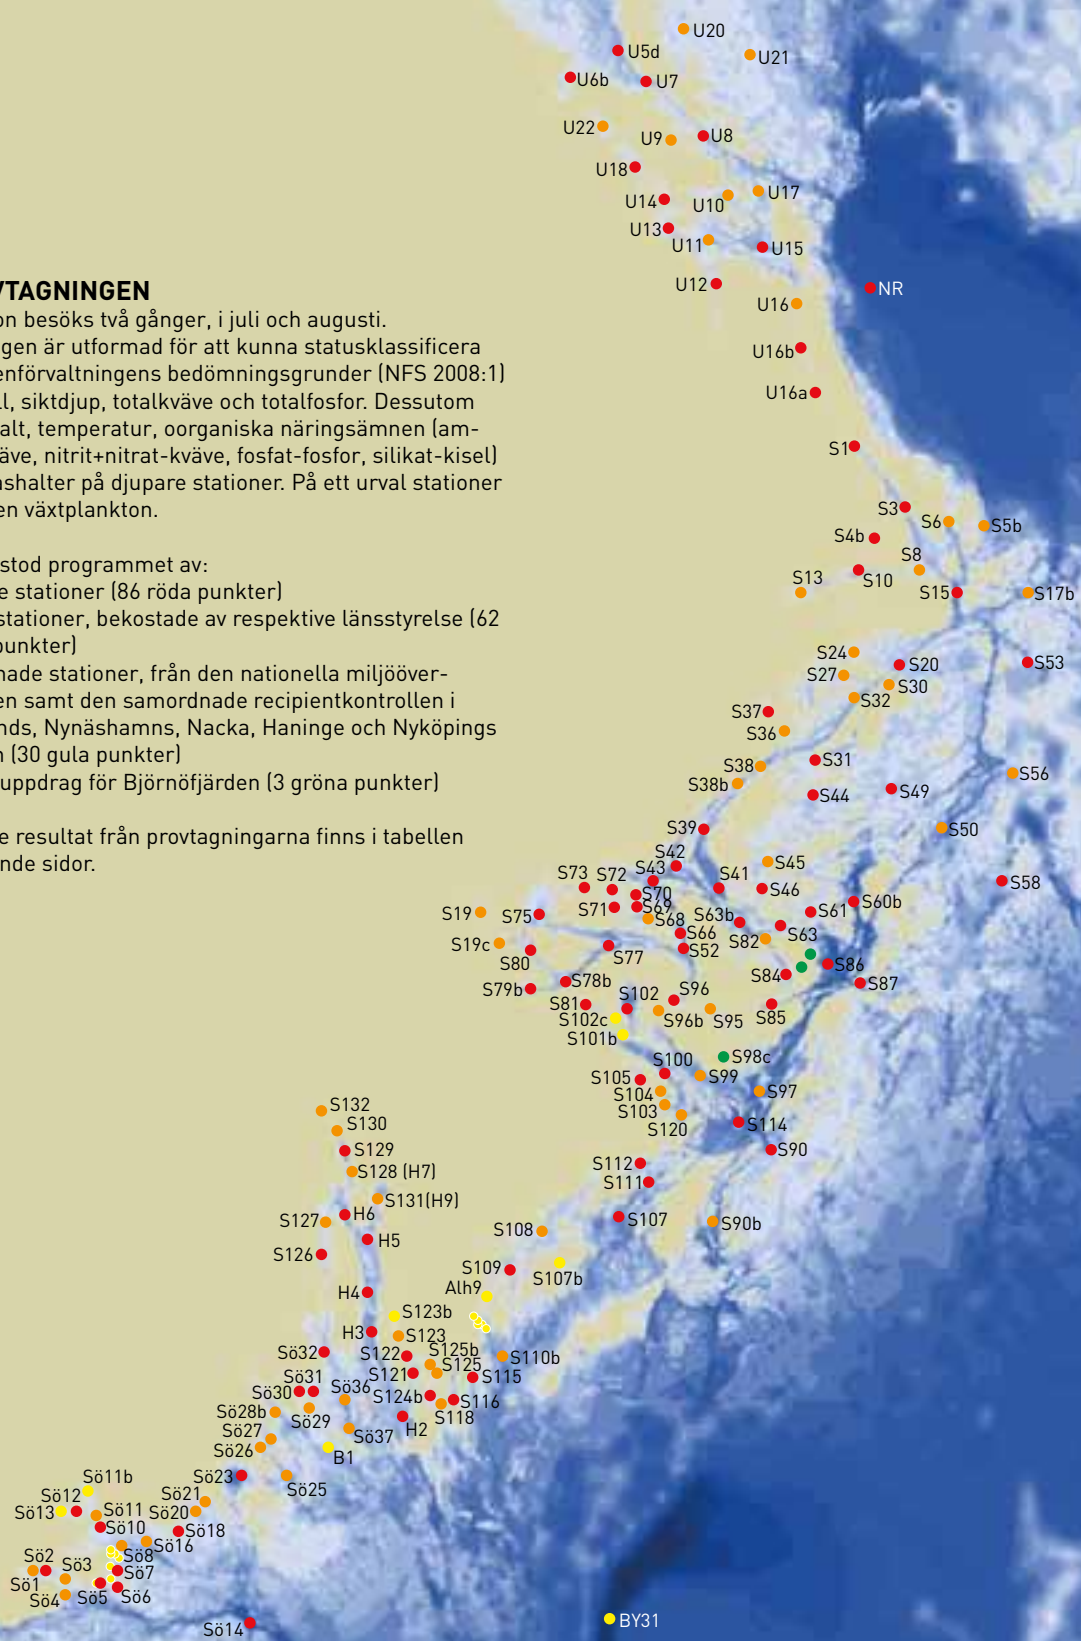 VTAGNINGEN
on besöks två gånger, i juli och augusti.
gen är utformad för att kunna statusklassificera
enförvaltningens bedömningsgrunder (NFS 2008:1)
ll, siktdjup, totalkväve och totalfosfor. Dessutom
alt, temperatur, oorganiska näringsämnen (am-
äve, nitrit+nitrat-kväve, fosfat-fosfor, silikat-kisel)
ashalter på djupare stationer. På ett urval stationer
en växtplankton.
stod programmet av:
e stationer (86 röda punkter)
stationer, bekostade av respektive länsstyrelse (62
punkter)
nade stationer, från den nationella miljööver-
en samt den samordnade recipientkontrollen i
nds, Nynäshamns, Nacka, Haninge och Nyköpings
n (30 gula punkter)
uppdrag för Björnöfjärden (3 gröna punkter)
e resultat från provtagningarna finns i tabellen
nde sidor.
U20
U5d
U21
U6b
U7
U22
U9
U8
U18
U17
U14
U10
U13
U11
U15
U12
NR
U16
U16b
U16a
S1
S3
S6
S5b
S4b
S8
S13
S10
S15
S17b
S24
S20
S53
S27
S30
S32
S37
S36
S31
S38
S56
S38b
S44
S49
S39
S50
S42
S45
S43
S41
S46
S58
S73
S72
S70
S60b
S71
S69
S61
S19
S75
S68
S63b
S63
S66
S82
S19c
S52
S77
S80
S86
S84
S87
S79b
S78b
S96
S81
S102
S85
S102c
S96b
S95
S101b
S98c
S100
S99
S105
S104
S97
S103
S120
S114
S132
S130
S129
S90
S112
S128 (H7)
S111
S131(H9)
H6
S127
S107
S90b
S108
H5
S126
S109
S107b
Alh9
H4
S123b
H3
S123
Sö32
S122
S125b
S110b
S125
S121
S115
Sö31
Sö30
Sö36
S124b
S116
Sö28b
Sö29
S118
H2
Sö27
Sö37
Sö26
B1
Sö23
Sö25
Sö11b
Sö12
Sö21
Sö13
Sö11
Sö20
Sö10
Sö18
Sö16
Sö2
Sö3
Sö8
Sö7
Sö1
Sö4
Sö5
Sö6
Sö14
BY31